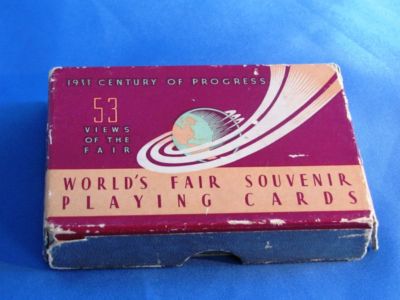 1933 CENTURY OF PROGRESS
53
VIEWS
OF THE
FAIR
WORLD'S FAIR SOUVENIR
PLAYING CARDS